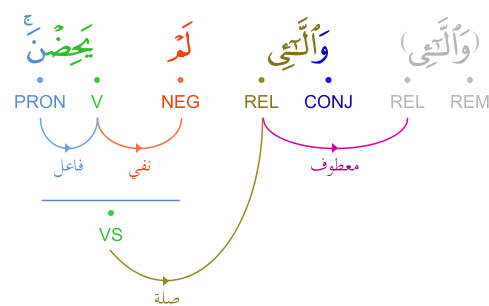 (وَٱلَّـٰٓـِٔى) وَٱلَّـٰٓـِٔى لَمْ يَحِضْنَ ۚ
REM REL CONJ REL NEG V PRON
معطوف نفي فاعل
VS
صلة